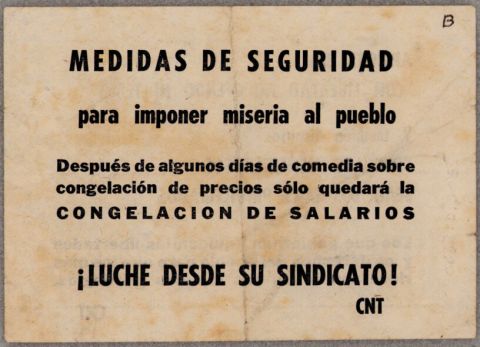 B
MEDIDAS DE SEGURIDAD
para imponer miseria al pueblo
Después de algunos días de comedia sobre
congelación de precios sólo quedará la
CONGELACION DE SALARIOS
¡LUCHE DESDE SU SINDICATO!
CNT